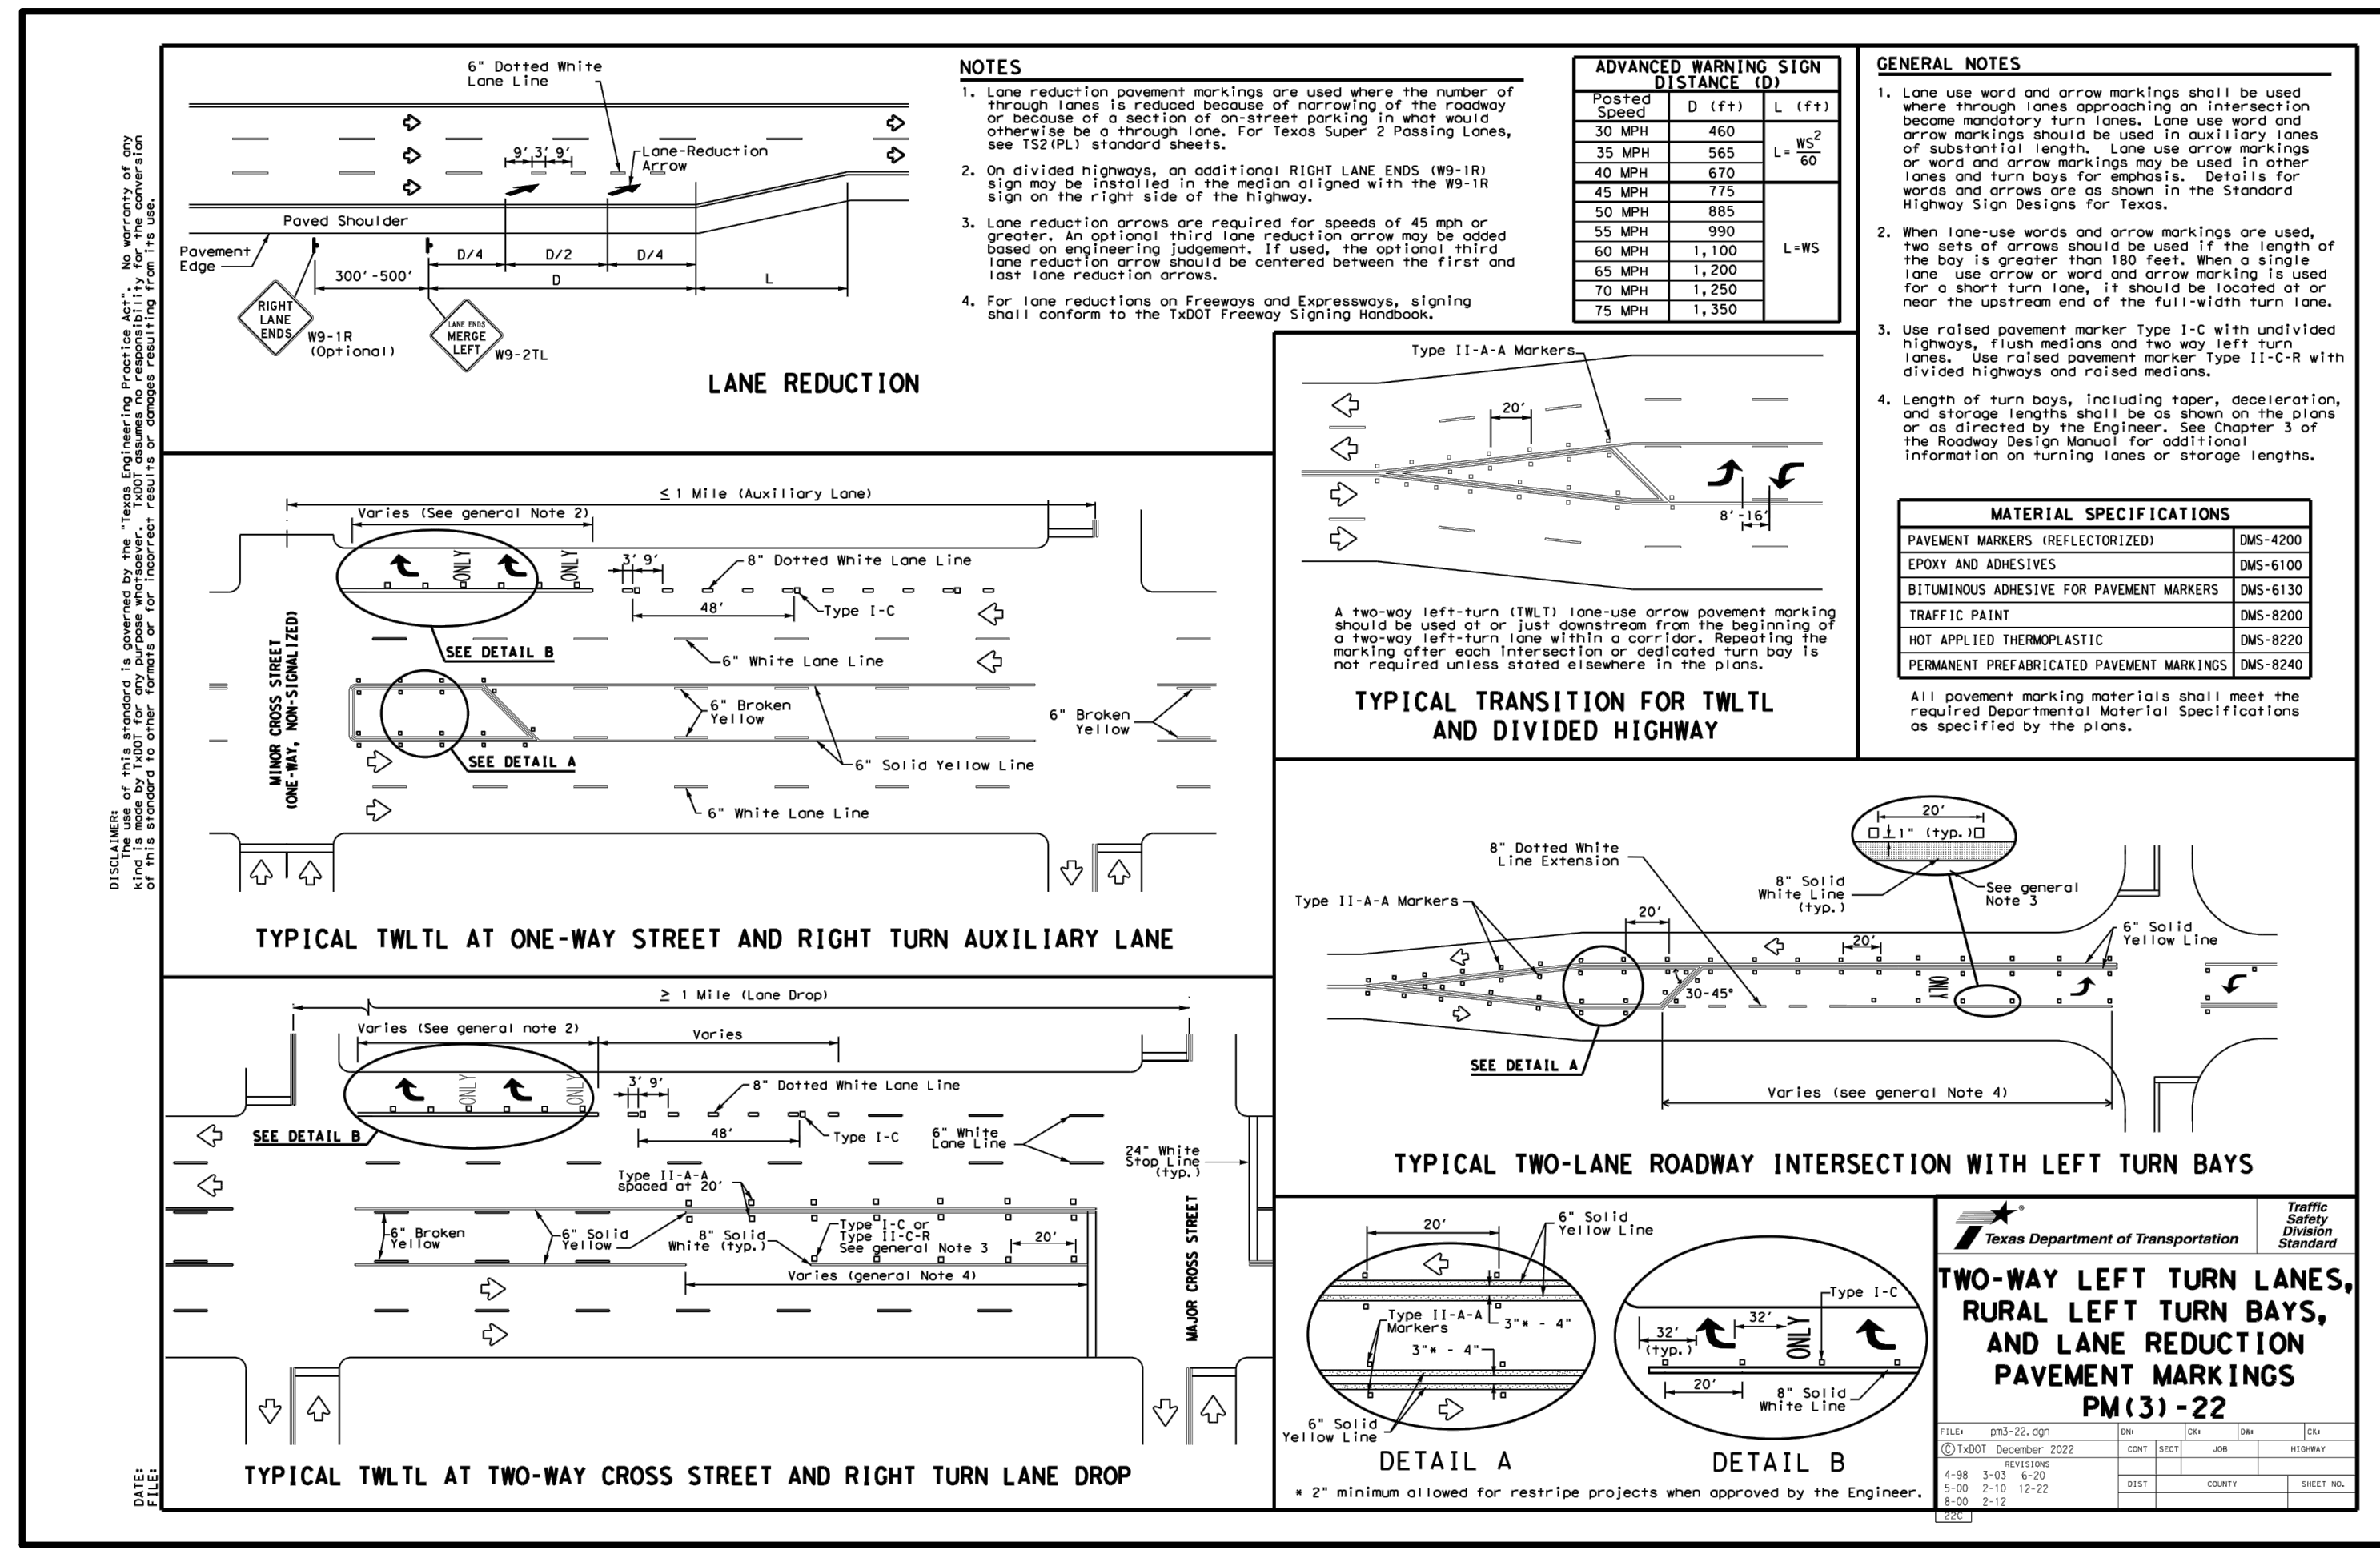 DISCLAIMER:
The use of this standard is governed by the "Texas Engineering Practice Act". No warranty of any
kind is made by TxDOT for any purpose whatsoever. TxDOT assumes no responsibility for the conversion
of this standard to other formats or for incorrect results or damages resulting from its use.
DATE:
FILE:
6" Dotted White
Lane Line
9' 3' 9'
Lane-Reduction
Arrow
Paved Shoulder
Pavement
Edge
D/4
D/2
D/4
300'-500'
D
L
RIGHT
LANE
ENDS
W9-1R
(Optional)
LANE ENDS
MERGE
LEFT
W9-2TL
LANE REDUCTION
NOTES
1. Lane reduction pavement markings are used where the number of
through lanes is reduced because of narrowing of the roadway
or because of a section of on-street parking in what would
otherwise be a through lane. For Texas Super 2 Passing Lanes,
see TS2(PL) standard sheets.
2. On divided highways, an additional RIGHT LANE ENDS (W9-1R)
sign may be installed in the median aligned with the W9-1R
sign on the right side of the highway.
3. Lane reduction arrows are required for speeds of 45 mph or
greater. An optional third lane reduction arrow may be added
based on engineering judgement. If used, the optional third
lane reduction arrow should be centered between the first and
last lane reduction arrows.
4. For lane reductions on Freeways and Expressways, signing
shall conform to the TxDOT Freeway Signing Handbook.
ADVANCED WARNING SIGN
DISTANCE (D)
Posted
Speed
D (ft)
L (ft)
30 MPH 460
35 MPH 565
40 MPH 670
L= WS²
60
45 MPH 775
50 MPH 885
55 MPH 990
60 MPH 1,100
65 MPH 1,200
70 MPH 1,250
75 MPH 1,350
L=WS
GENERAL NOTES
1. Lane use word and arrow markings shall be used
where through lanes approaching an intersection
become mandatory turn lanes. Lane use word and
arrow markings should be used in auxiliary lanes
of substantial length. Lane use arrow markings
or word and arrow markings may be used in other
lanes and turn bays for emphasis. Details for
words and arrows are as shown in the Standard
Highway Sign Designs for Texas.
2. When lane-use words and arrow markings are used,
two sets of arrows should be used if the length of
the bay is greater than 180 feet. When a single
lane use arrow or word and arrow marking is used
for a short turn lane, it should be located at or
near the upstream end of the full-width turn lane.
3. Use raised pavement marker Type I-C with undivided
highways, flush medians and two way left turn
lanes. Use raised pavement marker Type II-C-R with
divided highways and raised medians.
4. Length of turn bays, including taper, deceleration,
and storage lengths shall be as shown on the plans
or as directed by the Engineer. See Chapter 3 of
the Roadway Design Manual for additional
information on turning lanes or storage lengths.
MATERIAL SPECIFICATIONS
PAVEMENT MARKERS (REFLECTORIZED) DMS-4200
EPOXY AND ADHESIVES DMS-6100
BITUMINOUS ADHESIVE FOR PAVEMENT MARKERS DMS-6130
TRAFFIC PAINT DMS-8200
HOT APPLIED THERMOPLASTIC DMS-8220
PERMANENT PREFABRICATED PAVEMENT MARKINGS DMS-8240
All pavement marking materials shall meet the
required Departmental Material Specifications
as specified by the plans.
Type II-A-A Markers
20'
8'-16'
A two-way left-turn (TWLT) lane-use arrow pavement marking
should be used at or just downstream from the beginning of
a two-way left-turn lane within a corridor. Repeating the
marking after each intersection or dedicated turn bay is
not required unless stated elsewhere in the plans.
TYPICAL TRANSITION FOR TWLTL
AND DIVIDED HIGHWAY
≤ 1 Mile (Auxiliary Lane)
Varies (See general Note 2)
ONLY
ONLY
3' 9'
8" Dotted White Lane Line
48'
Type I-C
SEE DETAIL B
6" White Lane Line
MINOR CROSS STREET
(ONE-WAY, NON-SIGNALIZED)
6" Broken
Yellow
6" Broken
Yellow
SEE DETAIL A
6" Solid Yellow Line
6" White Lane Line
TYPICAL TWLTL AT ONE-WAY STREET AND RIGHT TURN AUXILIARY LANE
≥ 1 Mile (Lane Drop)
Varies (See general note 2)
Varies
ONLY
ONLY
3' 9'
8" Dotted White Lane Line
SEE DETAIL B
48'
Type I-C
6" White
Lane Line
24" White
Stop Line
(typ.)
Type II-A-A
spaced at 20'
6" Broken
Yellow
6" Solid
Yellow
8" Solid
White (typ.)
Type I-C or
Type II-C-R
See general Note 3
20'
Varies (general Note 4)
MAJOR CROSS STREET
TYPICAL TWLTL AT TWO-WAY CROSS STREET AND RIGHT TURN LANE DROP
20'
1" (typ.)
8" Dotted White
Line Extension
8" Solid
White Line
(typ.)
See general
Note 3
Type II-A-A Markers
20'
20'
6" Solid
Yellow Line
ONLY
30-45°
SEE DETAIL A
Varies (see general Note 4)
TYPICAL TWO-LANE ROADWAY INTERSECTION WITH LEFT TURN BAYS
20'
6" Solid
Yellow Line
Type II-A-A
Markers
3"* - 4"
3"* - 4"
6" Solid
Yellow Line
DETAIL A
Type I-C
32'
(typ.)
32'
ONLY
20'
8" Solid
White Line
DETAIL B
* 2" minimum allowed for restripe projects when approved by the Engineer.
®
Texas Department of Transportation
Traffic
Safety
Division
Standard
TWO-WAY LEFT TURN LANES,
RURAL LEFT TURN BAYS,
AND LANE REDUCTION
PAVEMENT MARKINGS
PM(3)-22
FILE: pm3-22.dgn DN: CK: DW: CK:
© TxDOT December 2022 CONT SECT JOB HIGHWAY
REVISIONS
4-98 3-03 6-20
5-00 2-10 12-22
8-00 2-12
DIST COUNTY SHEET NO.
22C